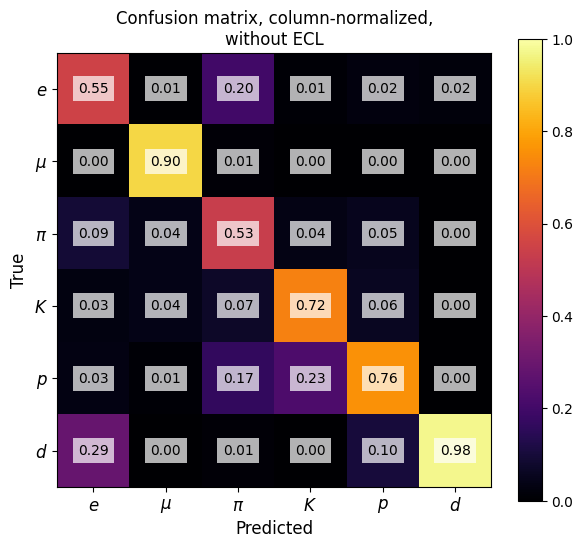 Confusion matrix, column-normalized,
without ECL
1.0
e 0.55 0.01 0.20 0.01 0.02 0.02
μ 0.00 0.90 0.01 0.00 0.00 0.00
0.8
π 0.09 0.04 0.53 0.04 0.05 0.00
0.6
True
K 0.03 0.04 0.07 0.72 0.06 0.00
0.4
p 0.03 0.01 0.17 0.23 0.76 0.00
0.2
d 0.29 0.00 0.01 0.00 0.10 0.98
0.0
e μ π K p d
Predicted